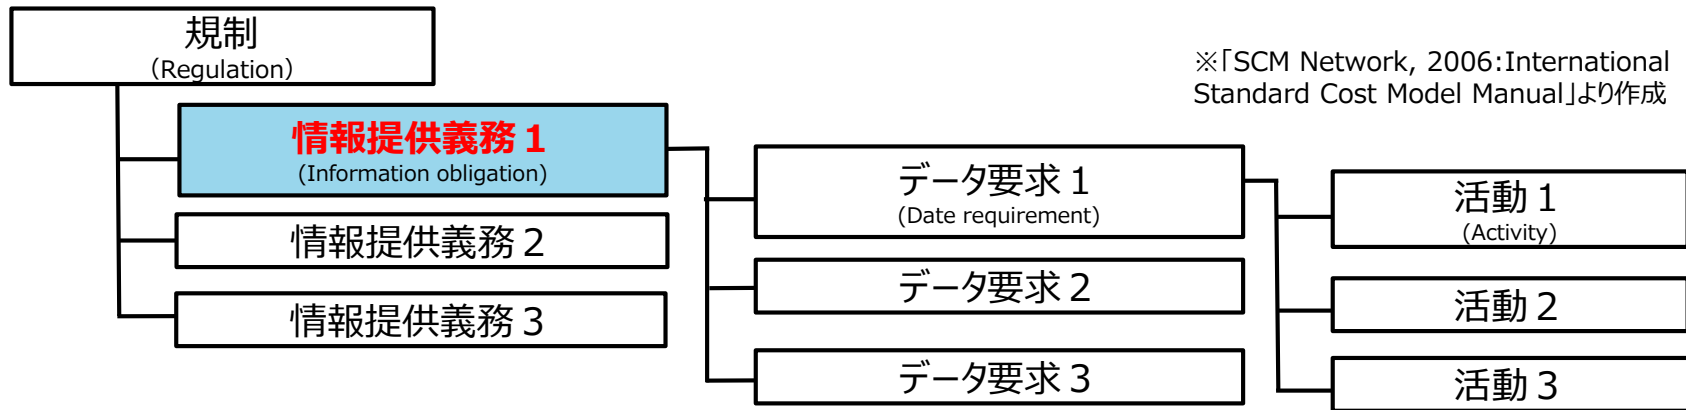 規制
(Regulation)
※「SCM Network, 2006:International
Standard Cost Model Manual」より作成
情報提供義務１
(Information obligation)
情報提供義務２
情報提供義務３
データ要求１
(Date requirement)
データ要求２
データ要求３
活動１
(Activity)
活動２
活動３